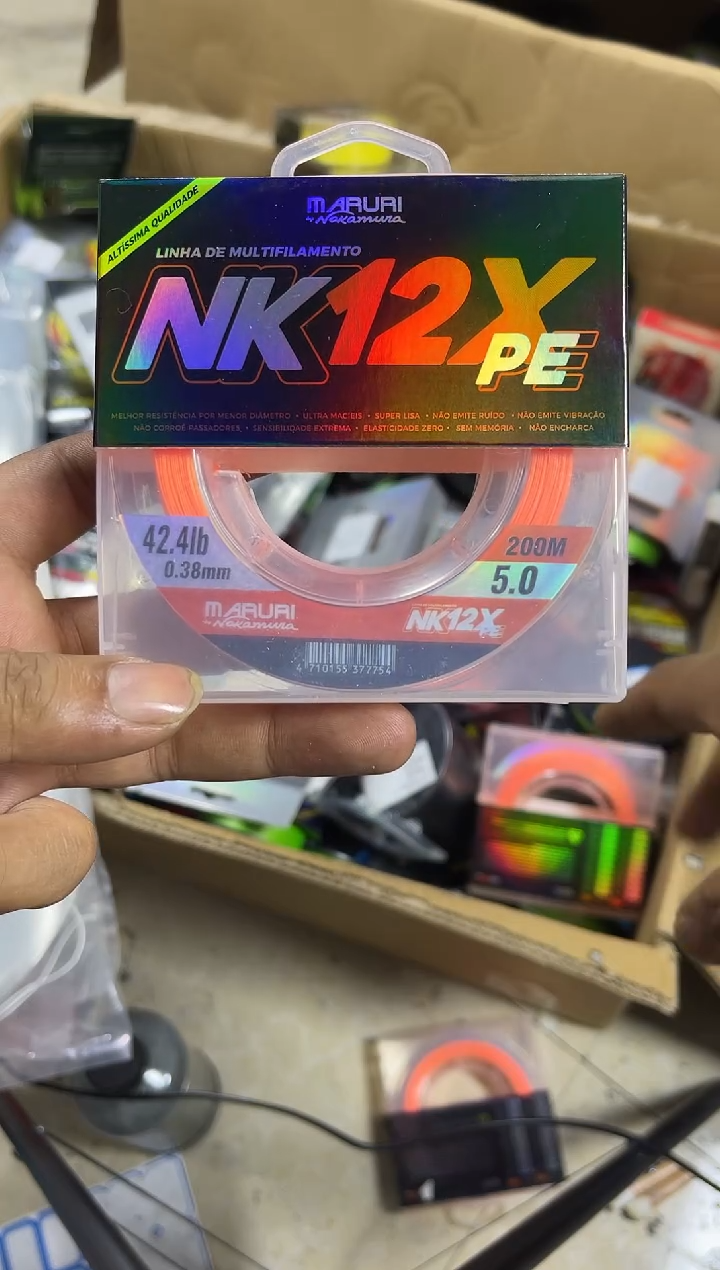 ALTÍSSIMA QUALIDADE
MARURI
by Nakamura
LINHA DE MULTIFILAMENTO
NK12X
PE
MELHOR RESISTÊNCIA POR MENOR DIÂMETRO • ULTRA MACIEIS • SUPER LISA • NÃO EMITE RUÍDO • NÃO EMITE VIBRAÇÃO
NÃO CORROÊ PASSADORES • SENSIBILIDADE EXTREMA • ELASTICIDADE ZERO • SEM MEMÓRIA • NÃO ENCHARCA
42.4lb
0.38mm
200M
5.0
MARURI
by Nakamura
NK12X
PE
4 710155 377754